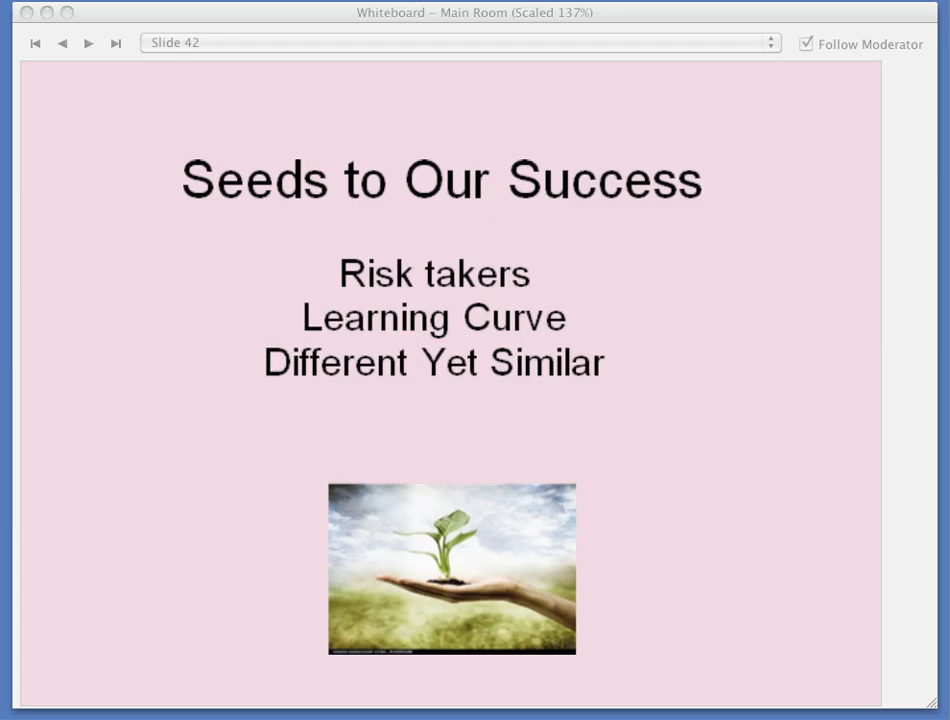 Whiteboard – Main Room (Scaled 137%)
Slide 42
Follow Moderator
Seeds to Our Success
Risk takers
Learning Curve
Different Yet Similar